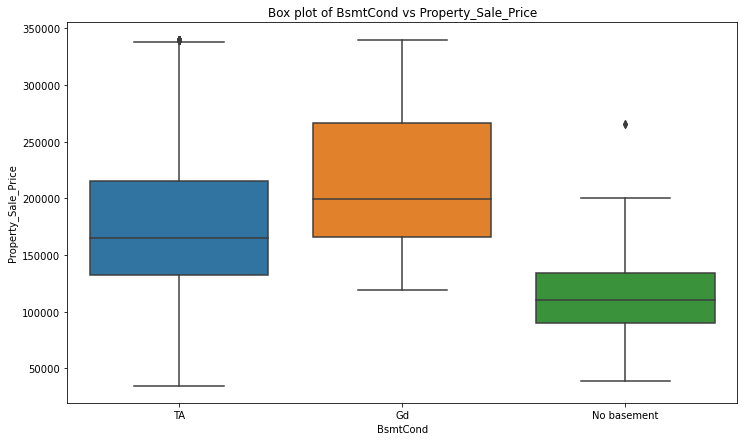 Box plot of BsmtCond vs Property_Sale_Price
350000
300000
250000
200000
150000
100000
50000
Property_Sale_Price
TA Gd No basement
BsmtCond